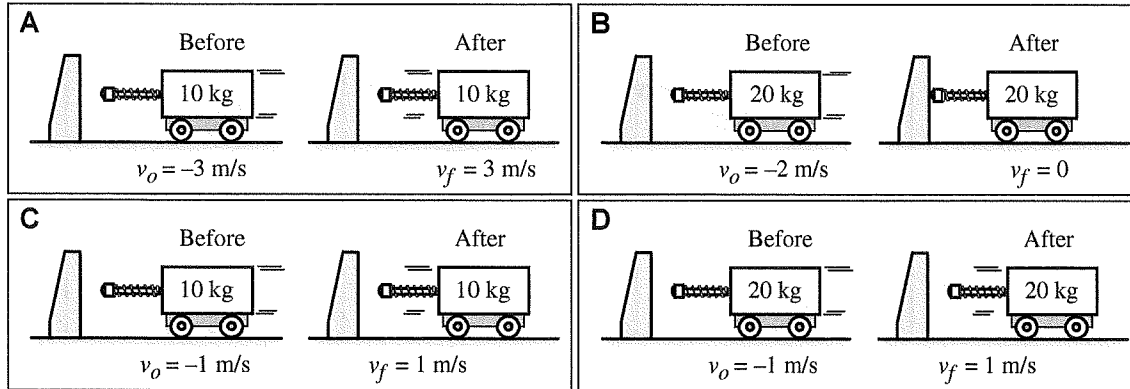 A
Before
After
10 kg
10 kg
v_o = –3 m/s
v_f = 3 m/s
B
Before
After
20 kg
20 kg
v_o = –2 m/s
v_f = 0
C
Before
After
10 kg
10 kg
v_o = –1 m/s
v_f = 1 m/s
D
Before
After
20 kg
20 kg
v_o = –1 m/s
v_f = 1 m/s